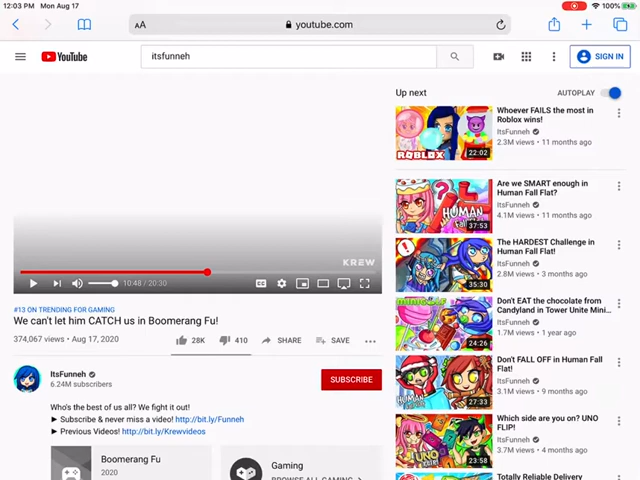 12:03 PM Mon Aug 17
100%
AA
youtube.com
YouTube
itsfunneh
SIGN IN
KREW
10:48 / 20:30
#13 ON TRENDING FOR GAMING
We can't let him CATCH us in Boomerang Fu!
374,067 views • Aug 17, 2020
28K
410
SHARE
SAVE
ItsFunneh
6.24M subscribers
SUBSCRIBE
Who's the best of us all? We fight it out!
► Subscribe & never miss a video! http://bit.ly/Funneh
► Previous Videos! http://bit.ly/Krewvideos
Boomerang Fu
2020
Gaming
BROWSE ALL GAMING
Up next
AUTOPLAY
ROBLOX
22:02
Whoever FAILS the most in
Roblox wins!
ItsFunneh
2.3M views • 11 months ago
HUMAN
37:53
Are we SMART enough in
Human Fall Flat?
ItsFunneh
4.1M views • 11 months ago
35:30
The HARDEST Challenge in
Human Fall Flat!
ItsFunneh
2.8M views • 3 months ago
24:26
Don't EAT the chocolate from
Candyland in Tower Unite Mini...
ItsFunneh
1.7M views • 1 year ago
HUMAN
27:33
Don't FALL OFF in Human Fall
Flat!
ItsFunneh
3.1M views • 9 months ago
UNO
23:58
Which side are you on? UNO
FLIP!
ItsFunneh
3.7M views • 4 months ago
Totally Reliable Delivery